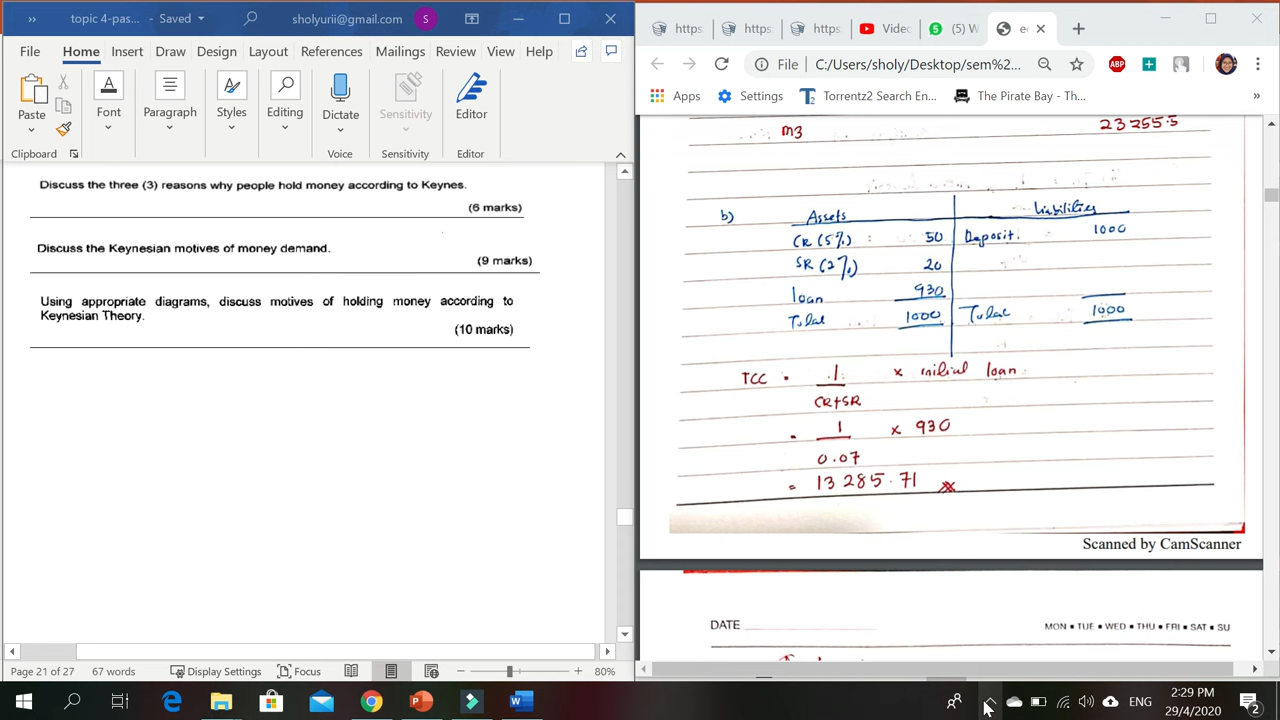 topic 4-pas... - Saved
sholyurii@gmail.com
S
File Home Insert Draw Design Layout References Mailings Review View Help
Paste
Font
Paragraph
Styles
Editing
Dictate
Sensitivity
Editor
Clipboard
Voice
Sensitivity
Editor
Discuss the three (3) reasons why people hold money according to Keynes.
(6 marks)
Discuss the Keynesian motives of money demand.
(9 marks)
Using appropriate diagrams, discuss motives of holding money according to
Keynesian Theory.
(10 marks)
Page 21 of 27 67 words Display Settings Focus 80%
https
https
https
Videc
(5) W
ec
File C:/Users/sholy/Desktop/sem%2...
ABP
Apps Settings Torrentz2 Search En... The Pirate Bay - Th...
m3 23255.5
b) Assets Liabilities
CR (5%) : 50 Deposit. 1000
SR (2%) 20
loan 930
Total 1000 Total 1000
TCC = 1 x initial loan
CR+SR
= 1 x 930
0.07
= 13 285.71
Scanned by CamScanner
DATE MON • TUE • WED • THU • FRI • SAT • SU
ENG
2:29 PM
29/4/2020
2